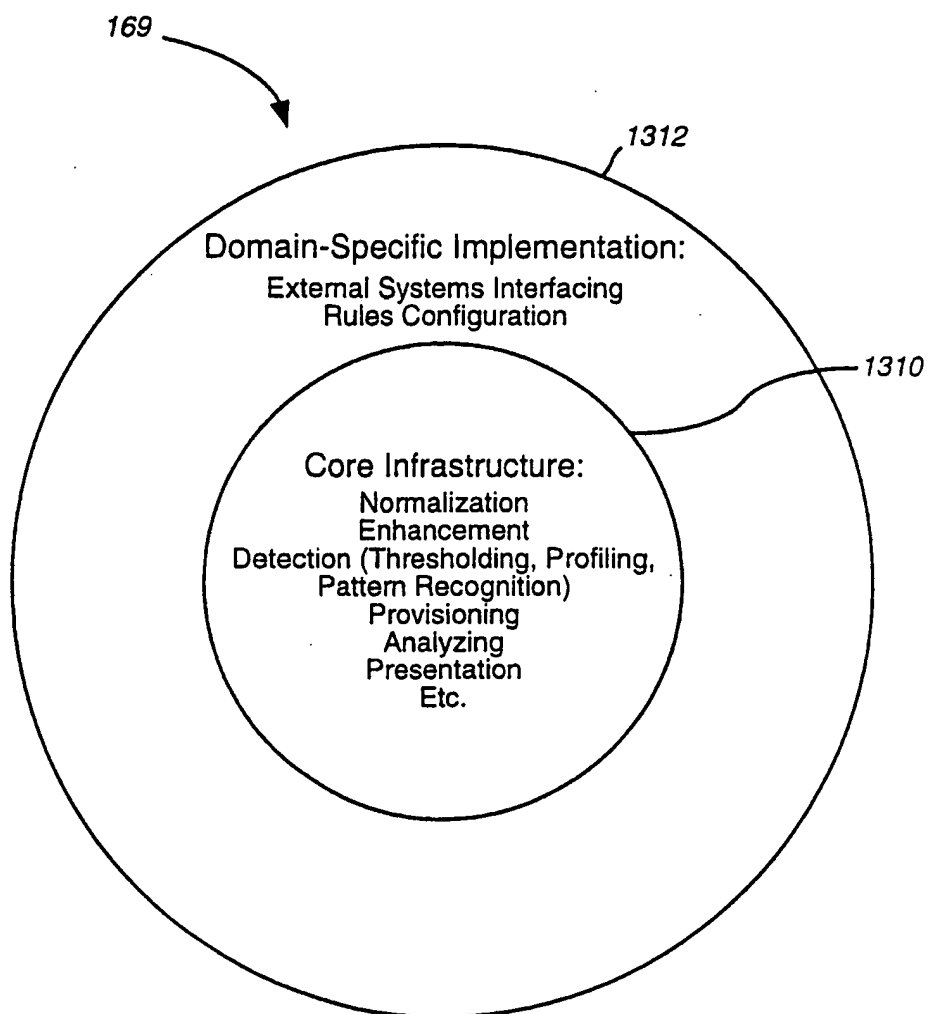 169
1312
Domain-Specific Implementation:
External Systems Interfacing
Rules Configuration
1310
Core Infrastructure:
Normalization
Enhancement
Detection (Thresholding, Profiling,
Pattern Recognition)
Provisioning
Analyzing
Presentation
Etc.